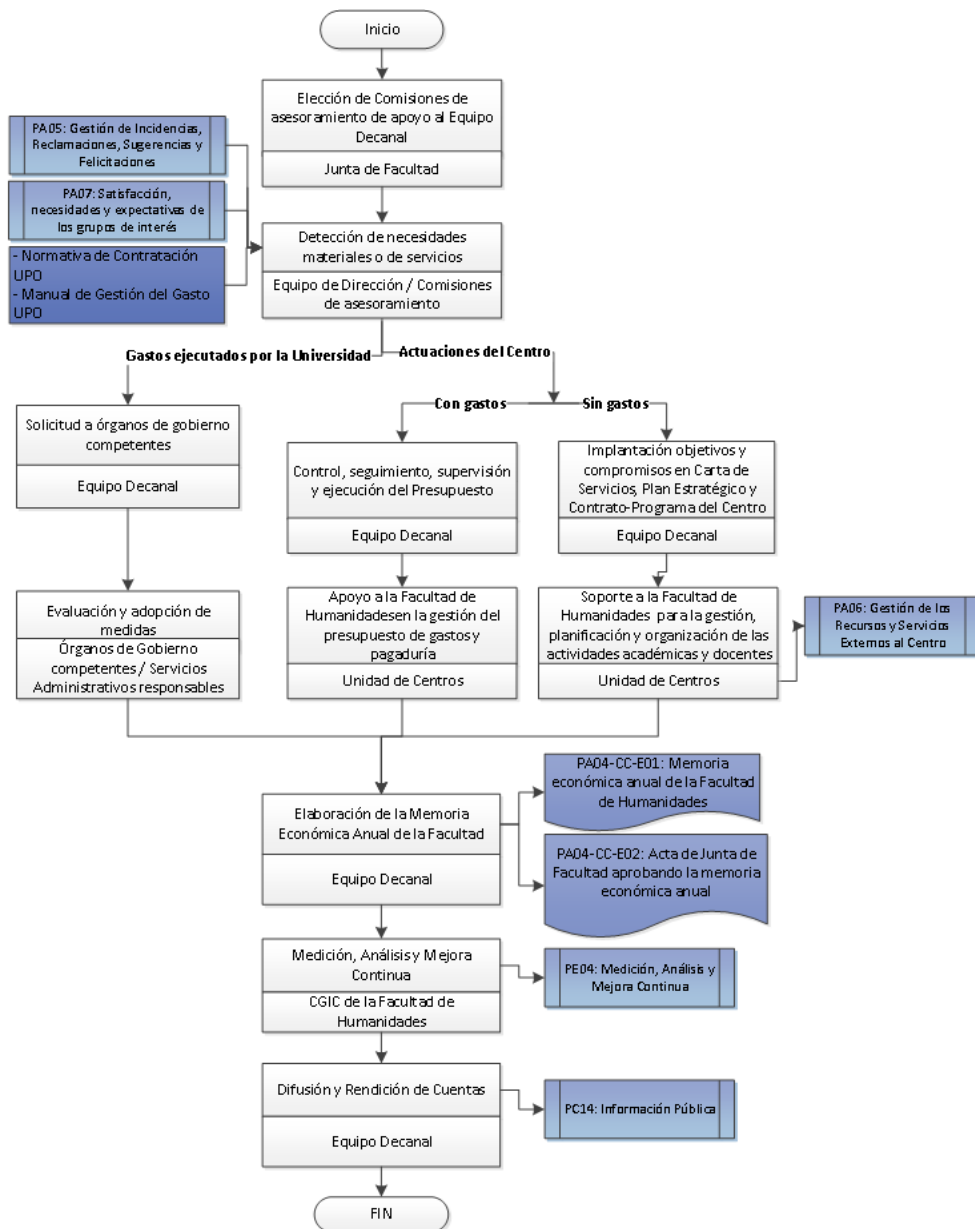 Inicio
Elección de Comisiones de
asesoramiento de apoyo al Equipo
Decanal
Junta de Facultad
PA05: Gestión de Incidencias,
Reclamaciones, Sugerencias y
Felicitaciones
PA07: Satisfacción,
necesidades y expectativas de
los grupos de interés
- Normativa de Contratación
UPO
- Manual de Gestión del Gasto
UPO
Detección de necesidades
materiales o de servicios
Equipo de Dirección / Comisiones
de asesoramiento
Gastos ejecutados por la Universidad
Actuaciones del Centro
Con gastos
Sin gastos
Solicitud a órganos de gobierno
competentes
Equipo Decanal
Control, seguimiento, supervisión
y ejecución del Presupuesto
Equipo Decanal
Implantación objetivos y
compromisos en Carta de
Servicios, Plan Estratégico y
Contrato-Programa del Centro
Equipo Decanal
Evaluación y adopción de
medidas
Órganos de Gobierno
competentes / Servicios
Administrativos responsables
Apoyo a la Facultad de
Humanidadesen la gestión del
presupuesto de gastos y
pagaduría
Unidad de Centros
Soporte a la Facultad de
Humanidades para la gestión,
planificación y organización de las
actividades académicas y docentes
Unidad de Centros
PA06: Gestión de los
Recursos y Servicios
Externos al Centro
Elaboración de la Memoria
Económica Anual de la Facultad
Equipo Decanal
PA04-CC-E01: Memoria
económica anual de la Facultad
de Humanidades
PA04-CC-E02: Acta de Junta de
Facultad aprobando la memoria
económica anual
Medición, Análisis y Mejora
Continua
CGIC de la Facultad de
Humanidades
PE04: Medición, Análisis y
Mejora Continua
Difusión y Rendición de Cuentas
Equipo Decanal
PC14: Información Pública
FIN